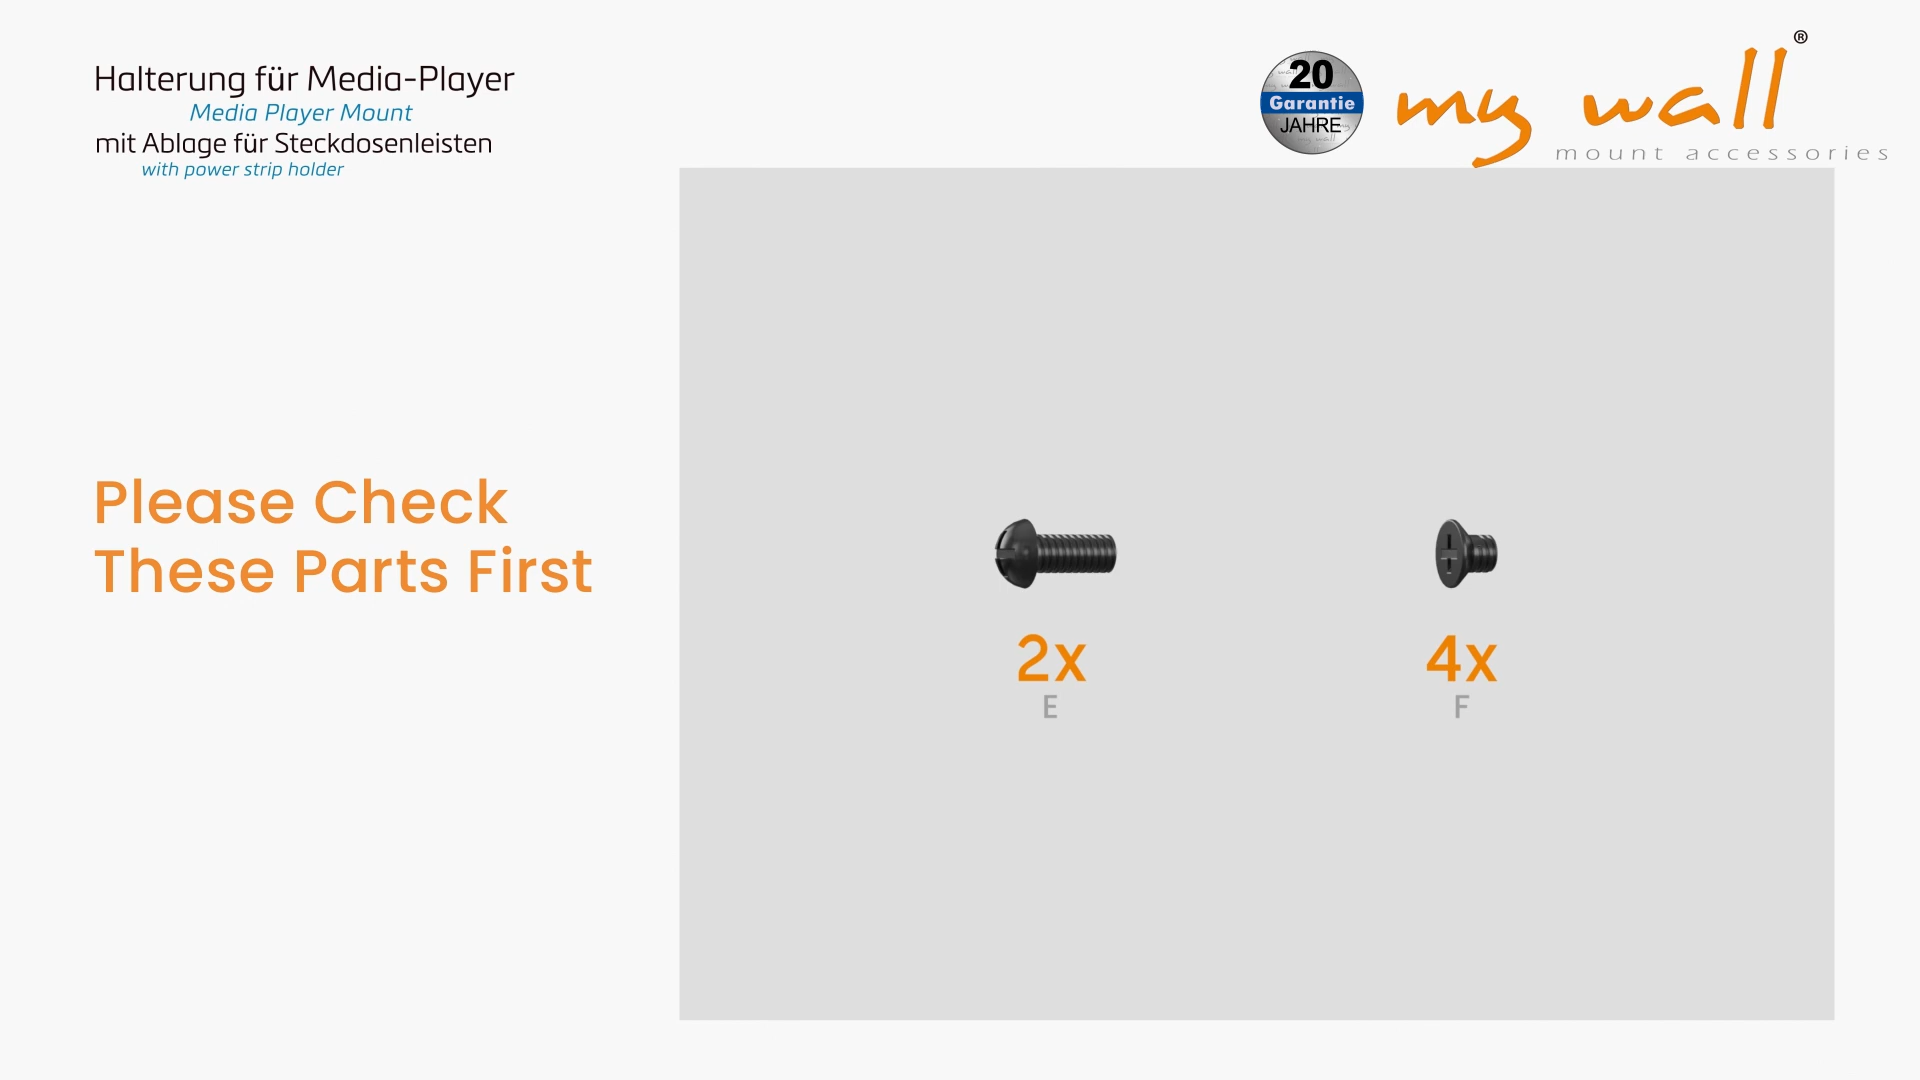 Halterung für Media-Player
Media Player Mount
mit Ablage für Steckdosenleisten
with power strip holder
20
Garantie
JAHRE
my wall®
mount accessories
Please Check
These Parts First
2x
E
4x
F